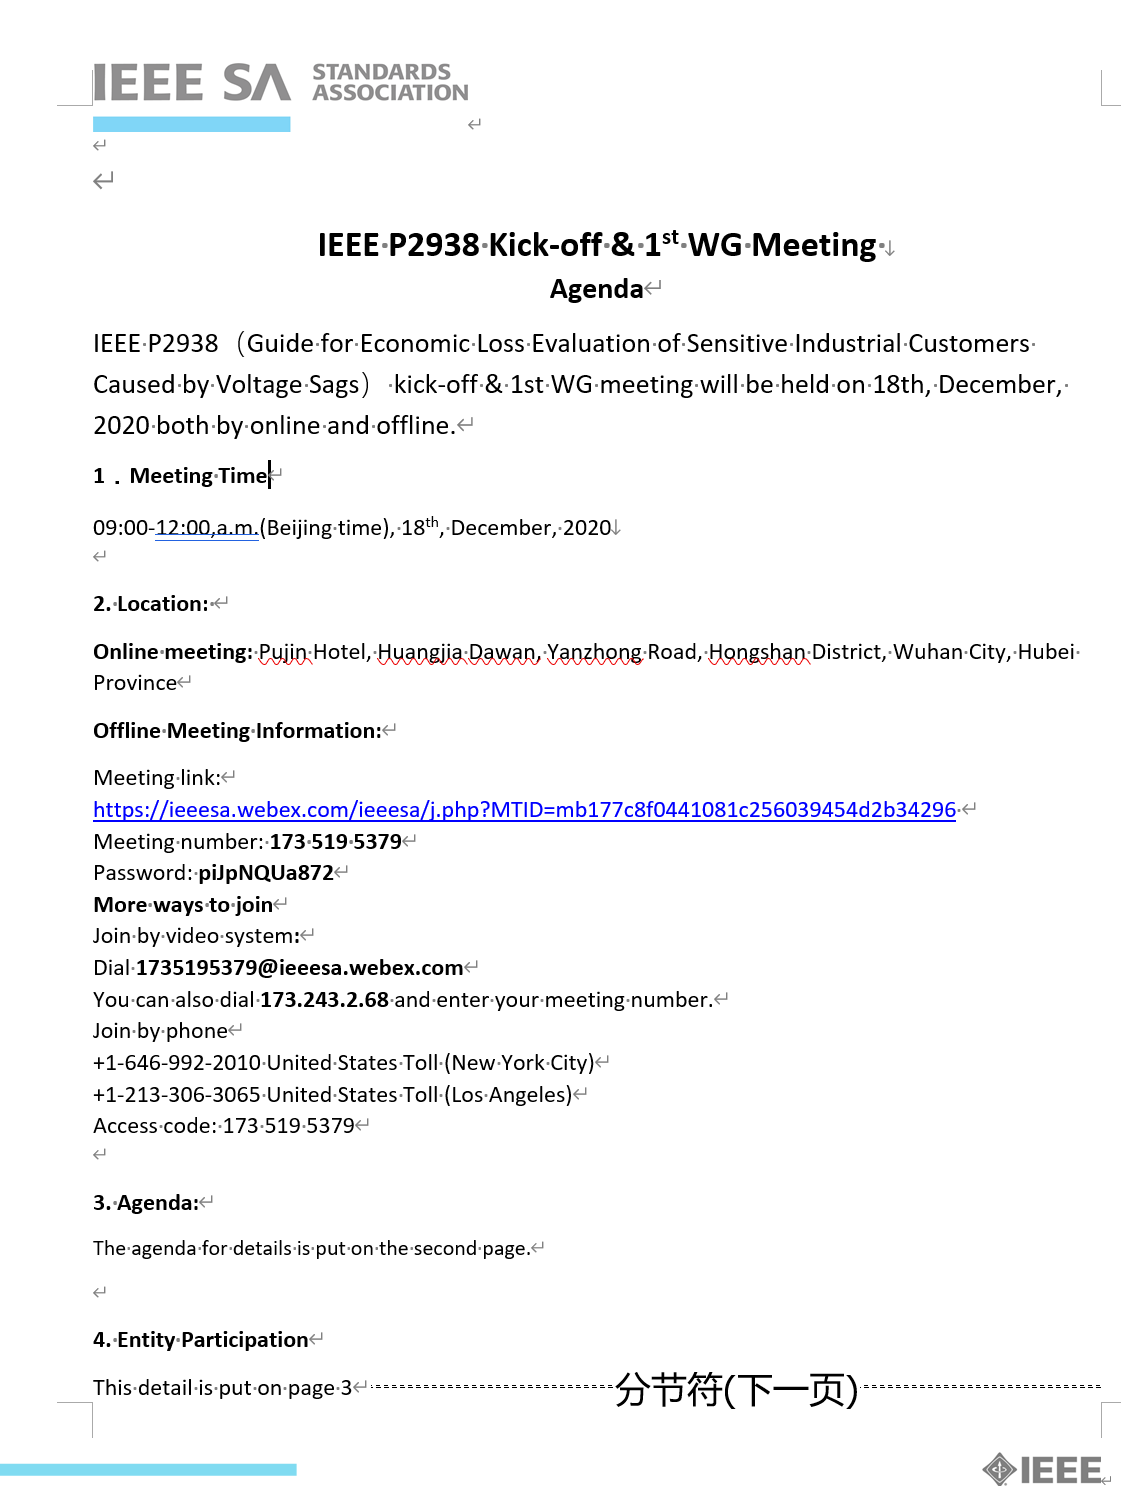 IEEE SA STANDARDS
ASSOCIATION
IEEE P2938 Kick-off & 1st WG Meeting
Agenda
IEEE P2938（Guide for Economic Loss Evaluation of Sensitive Industrial Customers
Caused by Voltage Sags） kick-off & 1st WG meeting will be held on 18th, December,
2020 both by online and offline.
1．Meeting Time
09:00-12:00,a.m.(Beijing time), 18th, December, 2020
2. Location:
Online meeting: Pujin Hotel, Huangjia Dawan, Yanzhong Road, Hongshan District, Wuhan City, Hubei
Province
Offline Meeting Information:
Meeting link:
https://ieeesa.webex.com/ieeesa/j.php?MTID=mb177c8f0441081c256039454d2b34296
Meeting number: 173 519 5379
Password: piJpNQUa872
More ways to join
Join by video system:
Dial 1735195379@ieeesa.webex.com
You can also dial 173.243.2.68 and enter your meeting number.
Join by phone
+1-646-992-2010 United States Toll (New York City)
+1-213-306-3065 United States Toll (Los Angeles)
Access code: 173 519 5379
3. Agenda:
The agenda for details is put on the second page.
4. Entity Participation
This detail is put on page 3 分节符(下一页)
IEEE